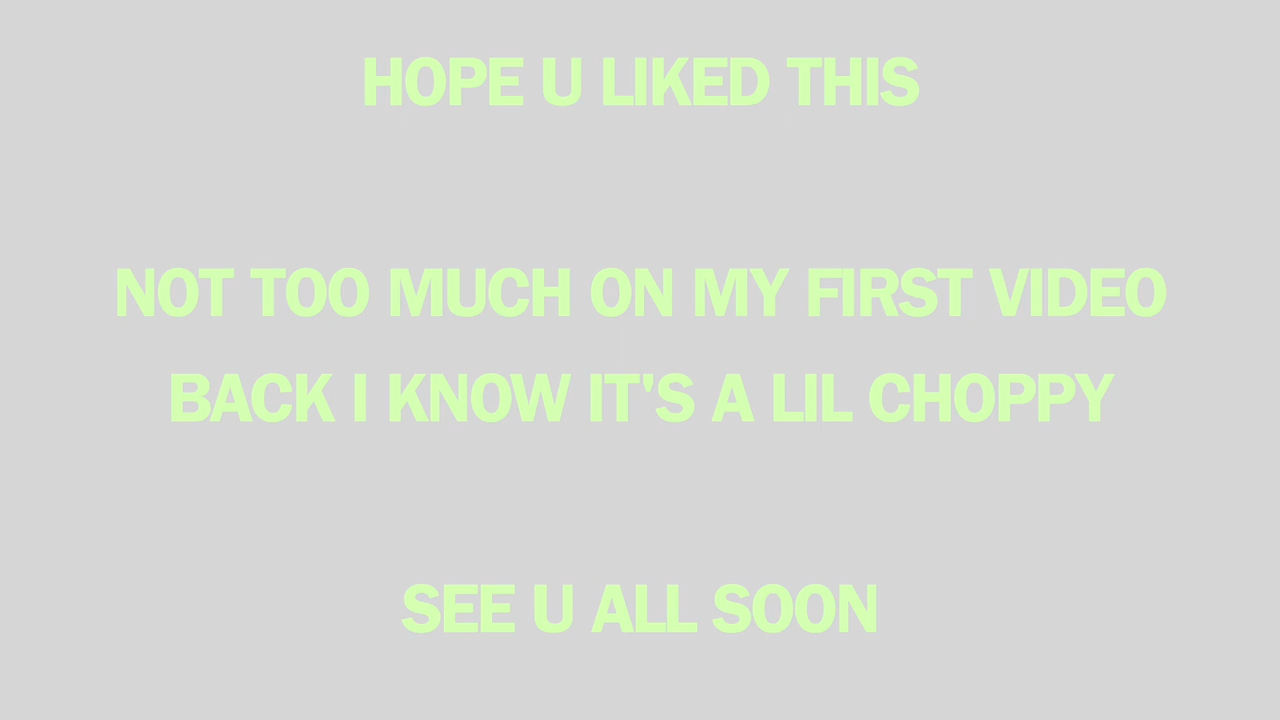 HOPE U LIKED THIS
NOT TOO MUCH ON MY FIRST VIDEO
BACK I KNOW IT'S A LIL CHOPPY
SEE U ALL SOON